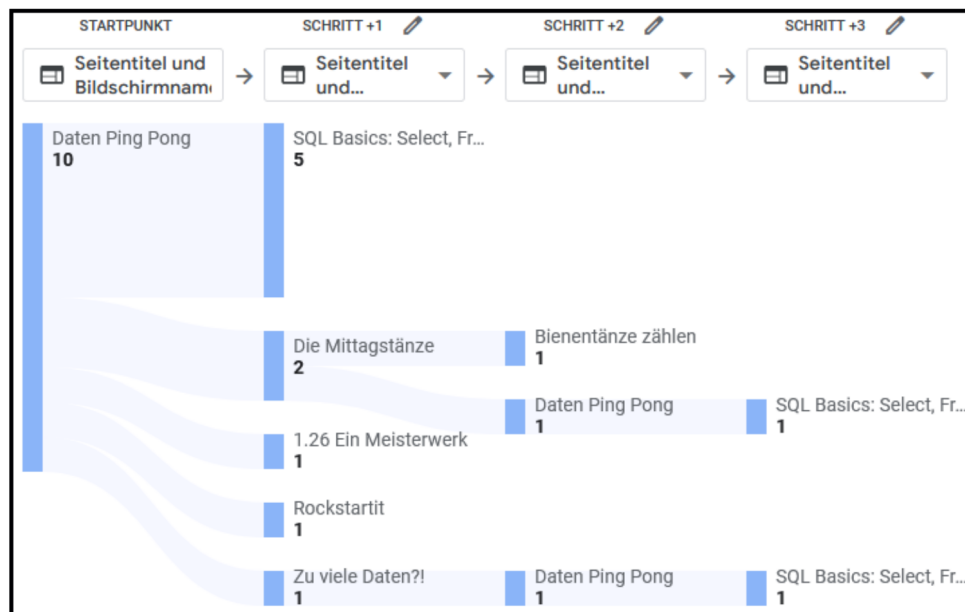 STARTPUNKT
SCHRITT +1
SCHRITT +2
SCHRITT +3
Seitentitel und
Bildschirmnam
Seitentitel
und...
Seitentitel
und...
Seitentitel
und...
Daten Ping Pong
10
SQL Basics: Select, Fr...
5
Die Mittagstänze
2
Bienentänze zählen
1
Daten Ping Pong
1
SQL Basics: Select, Fr...
1
1.26 Ein Meisterwerk
1
Rockstartit
1
Zu viele Daten?!
1
Daten Ping Pong
1
SQL Basics: Select, Fr...
1